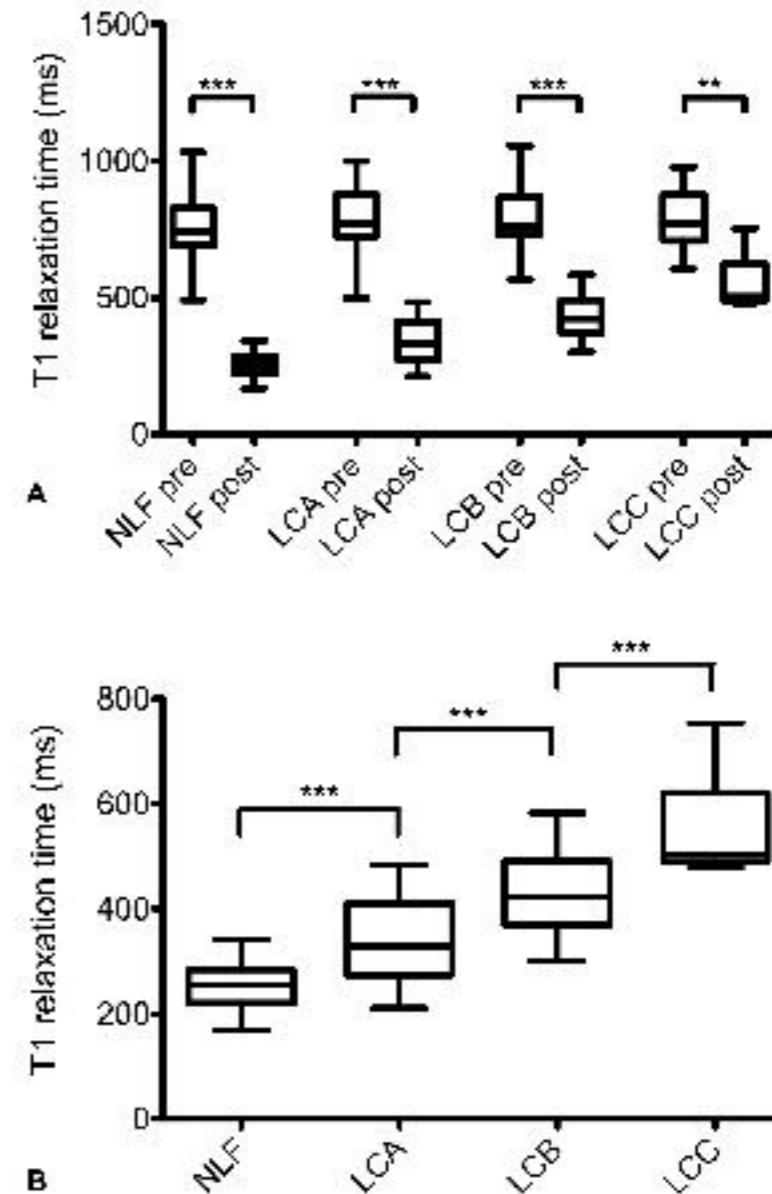 T1 relaxation time (ms)
1500
1000
500
0
***
***
***
**
NLF pre
NLF post
LCA pre
LCA post
LCB pre
LCB post
LCC pre
LCC post
A
T1 relaxation time (ms)
800
600
400
200
0
***
***
***
NLF
LCA
LCB
LCC
B